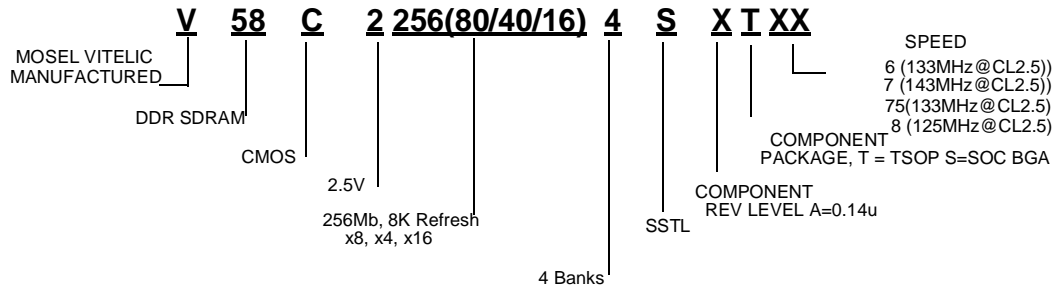 V 58 C 2 256(80/40/16) 4 S X T XX
MOSEL VITELIC
MANUFACTURED
DDR SDRAM
CMOS
2.5V
256Mb, 8K Refresh
x8, x4, x16
4 Banks
SSTL
COMPONENT
REV LEVEL A=0.14u
COMPONENT
PACKAGE, T = TSOP S=SOC BGA
SPEED
6 (133MHz@CL2.5))
7 (143MHz@CL2.5))
75(133MHz@CL2.5)
8 (125MHz@CL2.5)